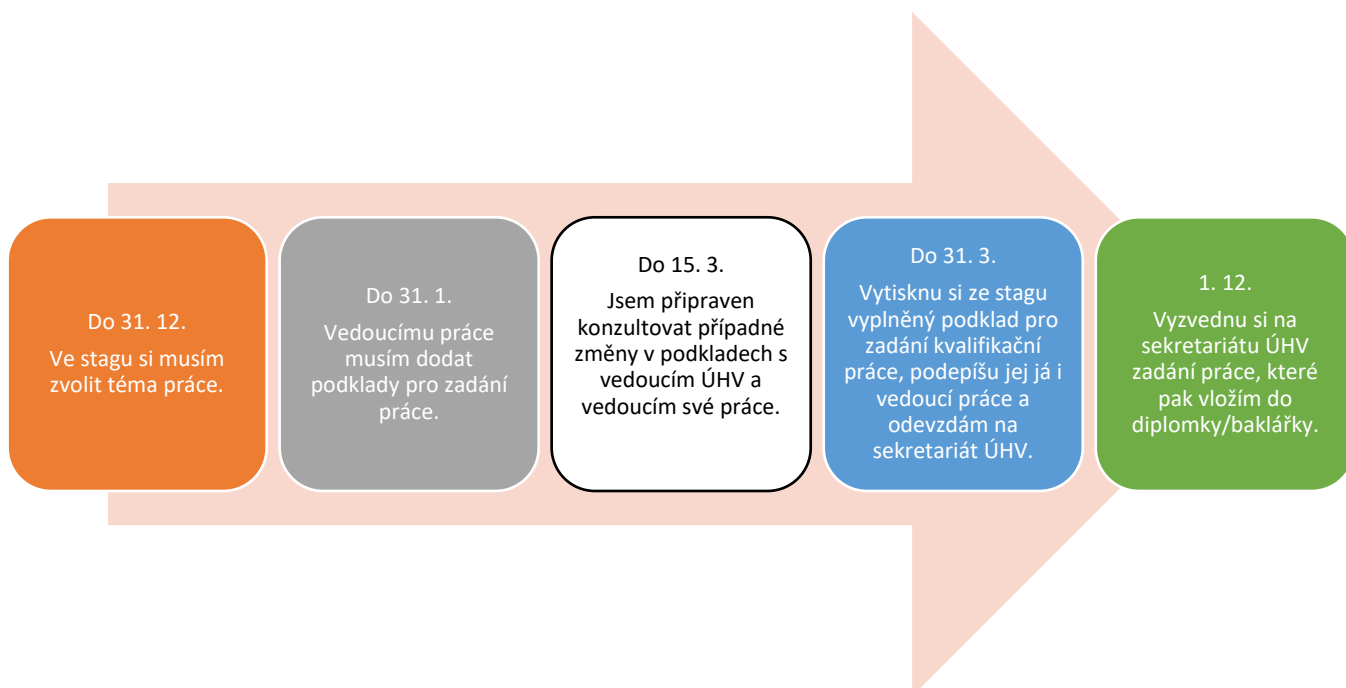 Do 31. 12.
Ve stagu si musím
zvolit téma práce.
Do 31. 1.
Vedoucímu práce
musím dodat
podklady pro zadání
práce.
Do 15. 3.
Jsem připraven
konzultovat případné
změny v podkladech s
vedoucím ÚHV a
vedoucím své práce.
Do 31. 3.
Vytisknu si ze stagu
vyplněný podklad pro
zadání kvalifikační
práce, podepíšu jej já i
vedoucí práce a
odevzdám na
sekretariát ÚHV.
1. 12.
Vyzvednu si na
sekretariátu ÚHV
zadání práce, které
pak vložím do
diplomky/baklářky.